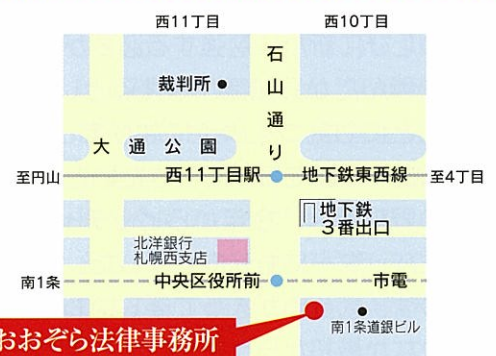 西11丁目
西10丁目
石山通り
裁判所
大通公園
至円山
西11丁目駅
地下鉄東西線
至4丁目
地下鉄
3番出口
北洋銀行
札幌西支店
南1条
中央区役所前
市電
おおぞら法律事務所
南1条道銀ビル